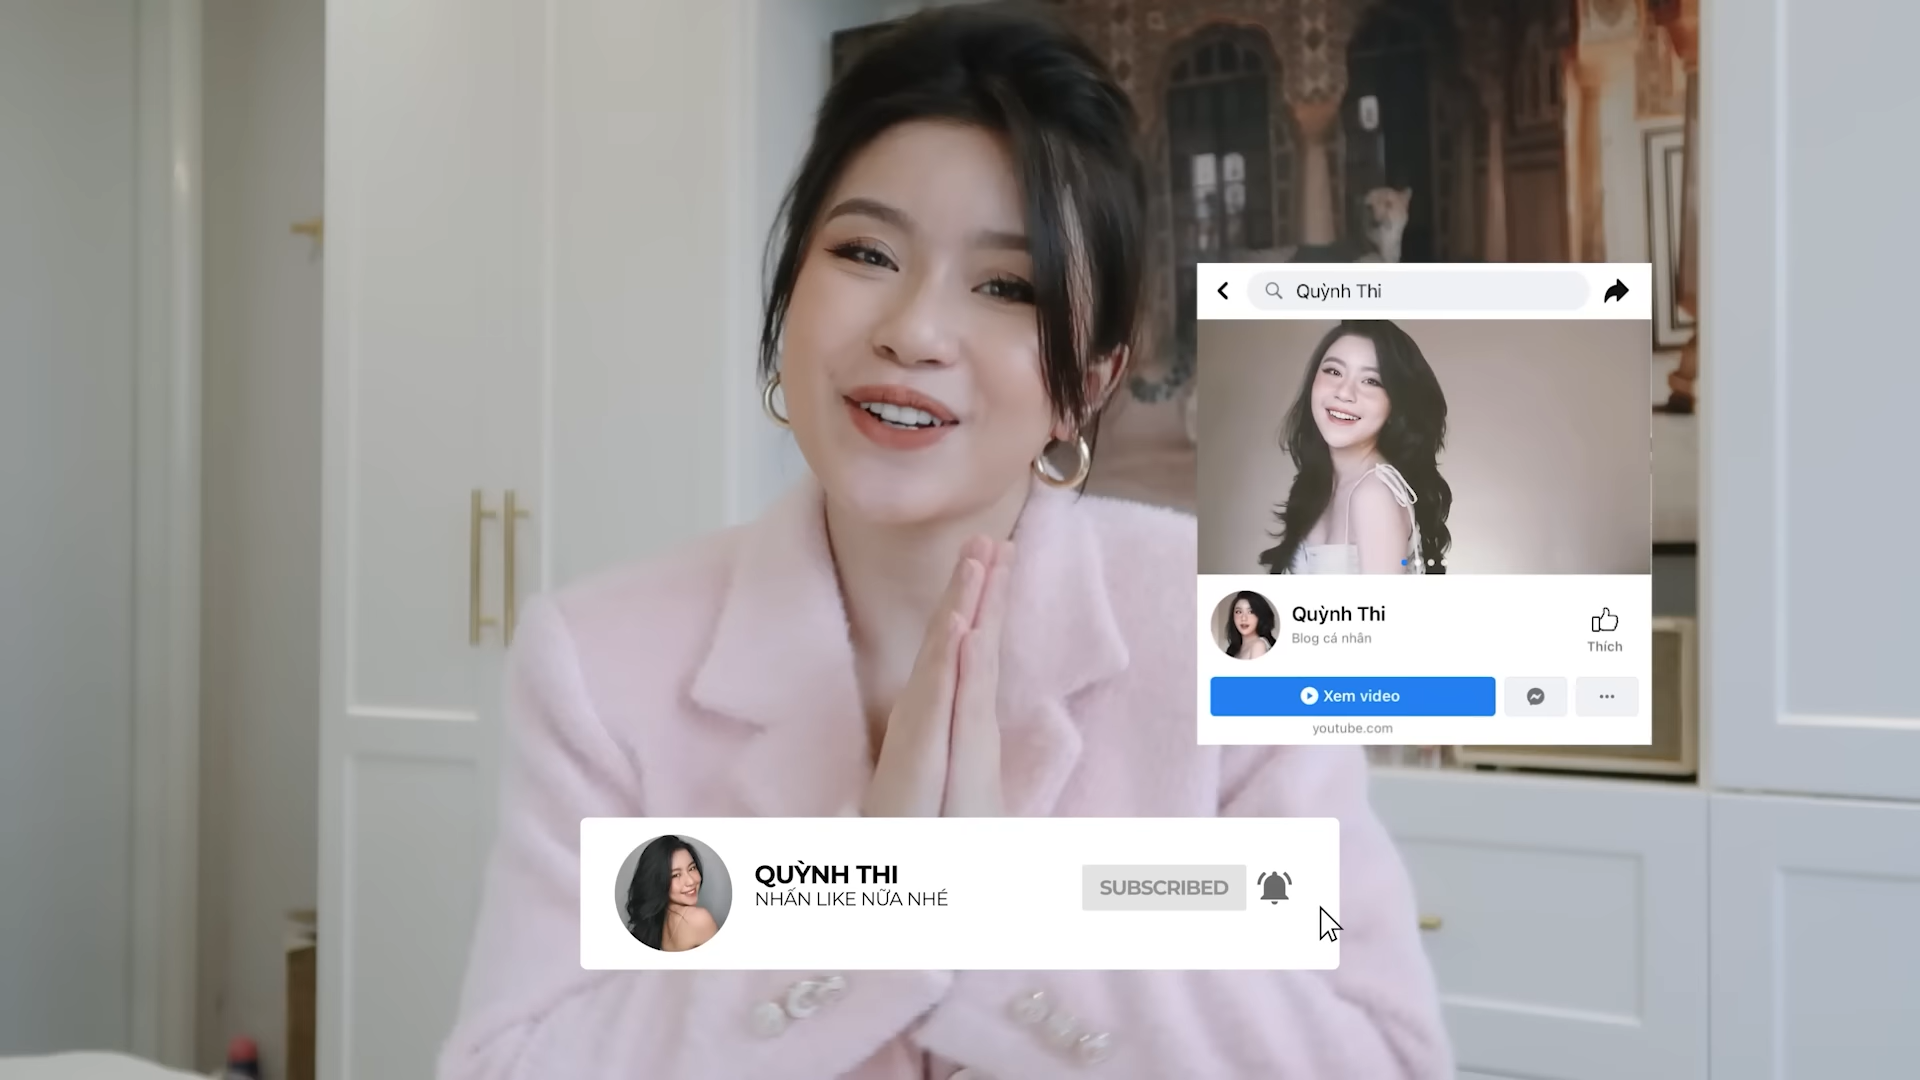 Quỳnh Thi
Quỳnh Thi
Blog cá nhân
Thích
Xem video
youtube.com
QUỲNH THI
NHẤN LIKE NỮA NHÉ
SUBSCRIBED